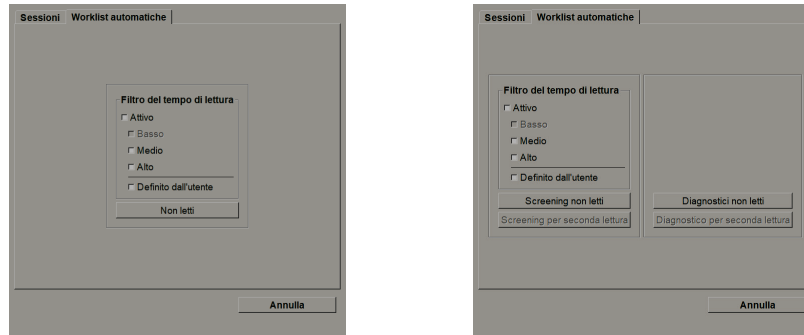 Sessioni Worklist automatiche
Filtro del tempo di lettura
Attivo
Basso
Medio
Alto
Definito dall'utente
Non letti
Annulla
Sessioni Worklist automatiche
Filtro del tempo di lettura
Attivo
Basso
Medio
Alto
Definito dall'utente
Screening non letti
Screening per seconda lettura
Diagnostici non letti
Diagnostico per seconda lettura
Annulla